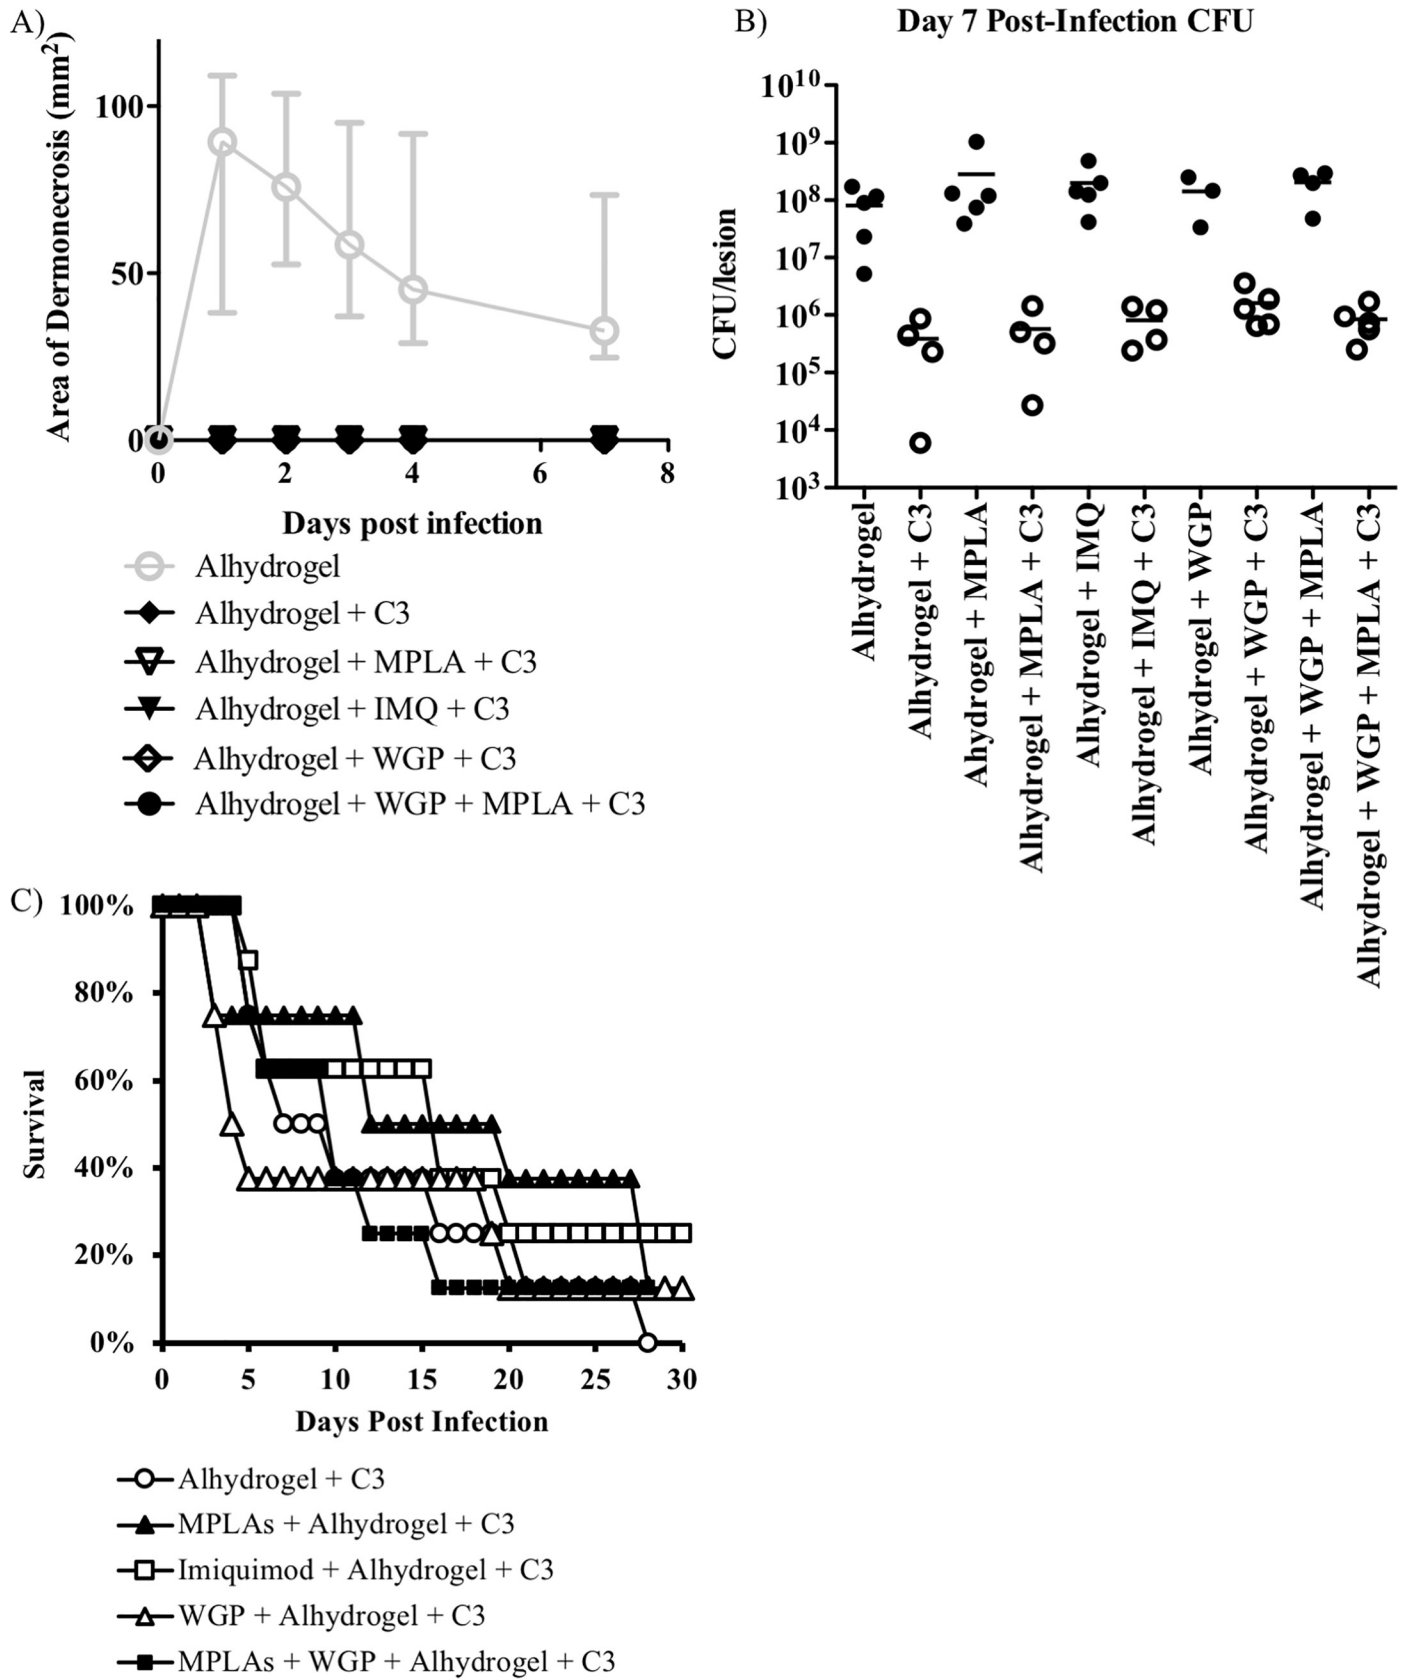 A)
Area of Dermonecrosis (mm²)
100
50
0
0 2 4 6 8
Days post infection
Alhydrogel
Alhydrogel + C3
Alhydrogel + MPLA + C3
Alhydrogel + IMQ + C3
Alhydrogel + WGP + C3
Alhydrogel + WGP + MPLA + C3
B)
Day 7 Post-Infection CFU
CFU/lesion
10¹⁰
10⁹
10⁸
10⁷
10⁶
10⁵
10⁴
10³
Alhydrogel
Alhydrogel + C3
Ahydrogel + MPLA
Alhydrogel + MPLA + C3
Alhydrogel + IMQ
Alhydrogel + IMQ + C3
Alhydrogel + WGP
Alhydrogel + WGP + C3
Alhydrogel + WGP + MPLA
Alhydrogel + WGP + MPLA + C3
C)
Survival
100%
80%
60%
40%
20%
0%
0 5 10 15 20 25 30
Days Post Infection
Alhydrogel + C3
MPLAs + Alhydrogel + C3
Imiquimod + Alhydrogel + C3
WGP + Alhydrogel + C3
MPLAs + WGP + Alhydrogel + C3